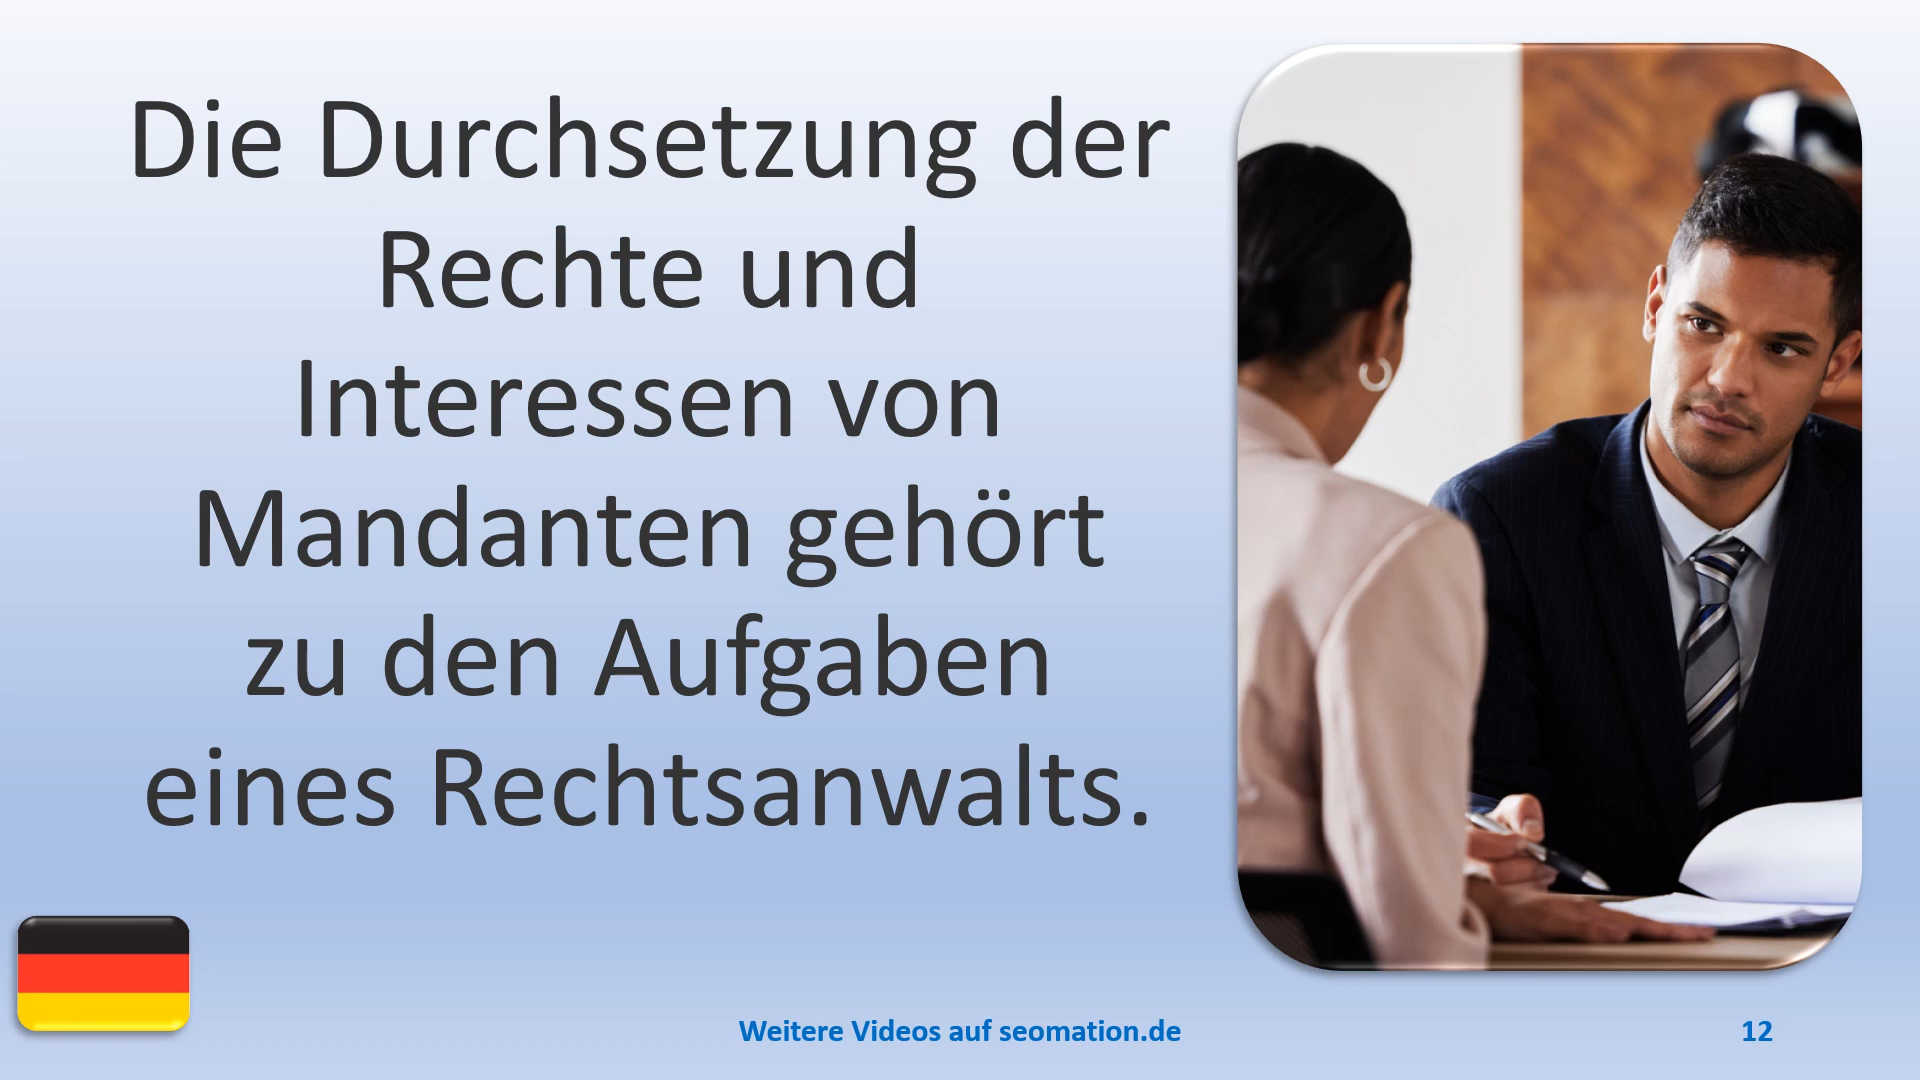 Die Durchsetzung der
Rechte und
Interessen von
Mandanten gehört
zu den Aufgaben
eines Rechtsanwalts.
Weitere Videos auf seomation.de
12